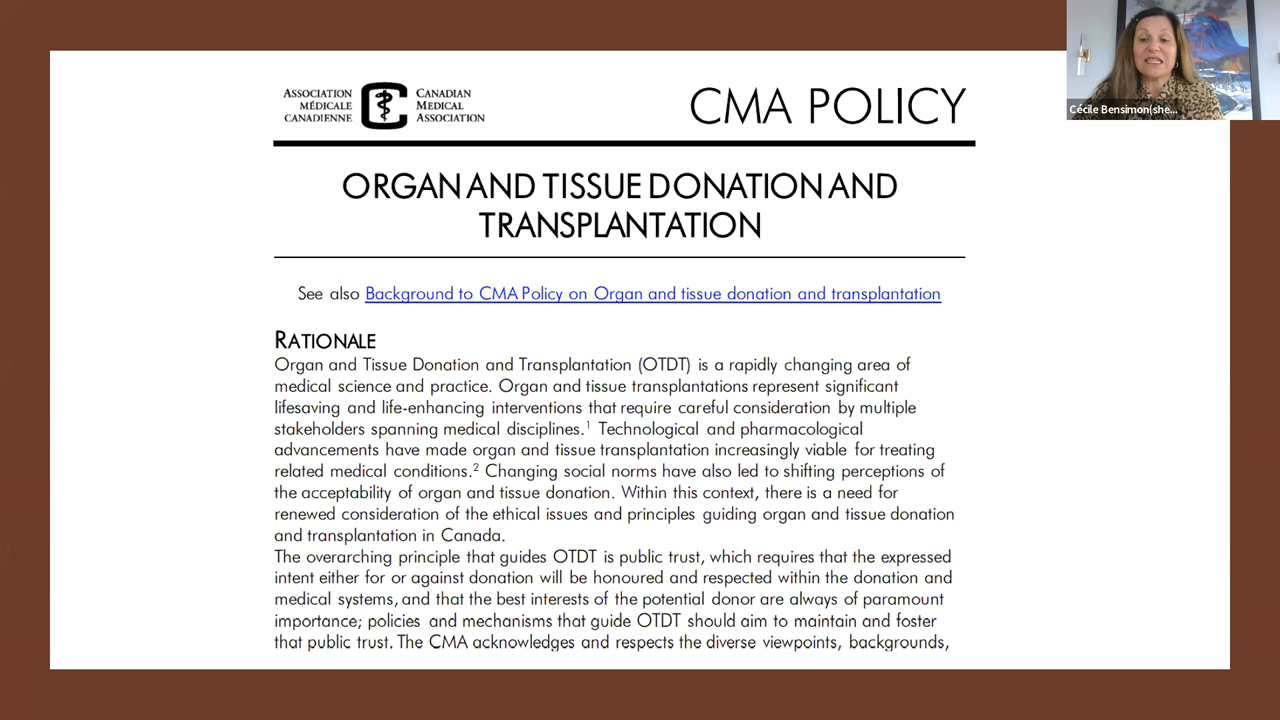 ASSOCIATION
MÉDICALE
CANADIENNE
CANADIAN
MEDICAL
ASSOCIATION
CMA POLICY
ORGAN AND TISSUE DONATION AND
TRANSPLANTATION
See also Background to CMA Policy on Organ and tissue donation and transplantation
RATIONALE
Organ and Tissue Donation and Transplantation (OTDT) is a rapidly changing area of
medical science and practice. Organ and tissue transplantations represent significant
lifesaving and life-enhancing interventions that require careful consideration by multiple
stakeholders spanning medical disciplines.¹ Technological and pharmacological
advancements have made organ and tissue transplantation increasingly viable for treating
related medical conditions.² Changing social norms have also led to shifting perceptions of
the acceptability of organ and tissue donation. Within this context, there is a need for
renewed consideration of the ethical issues and principles guiding organ and tissue donation
and transplantation in Canada.
The overarching principle that guides OTDT is public trust, which requires that the expressed
intent either for or against donation will be honoured and respected within the donation and
medical systems, and that the best interests of the potential donor are always of paramount
importance; policies and mechanisms that guide OTDT should aim to maintain and foster
that public trust. The CMA acknowledges and respects the diverse viewpoints, backgrounds,
Cécile Bensimon(she...